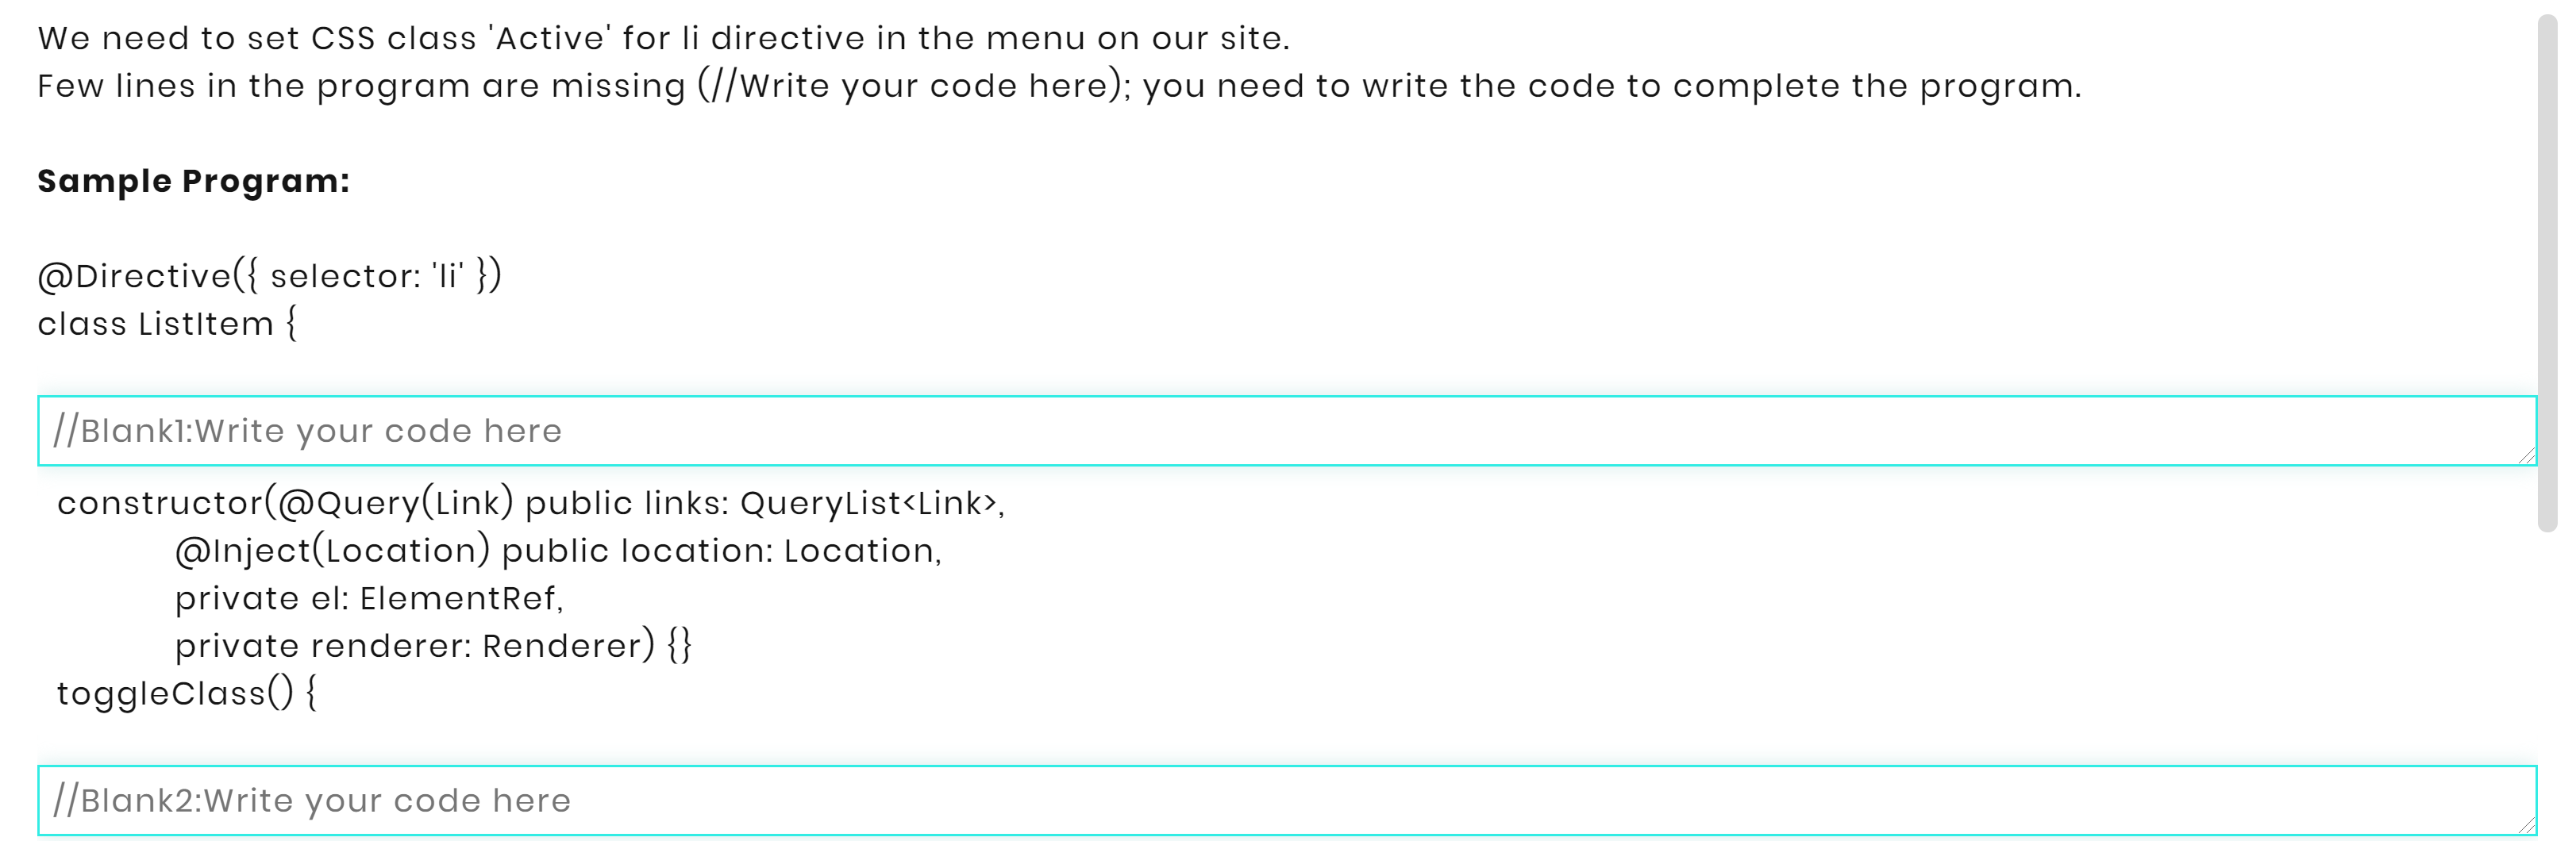 We need to set CSS class 'Active' for li directive in the menu on our site.
Few lines in the program are missing (//Write your code here); you need to write the code to complete the program.
Sample Program:
@Directive({ selector: 'li' })
class ListItem {
//Blank1:Write your code here
constructor(@Query(Link) public links: QueryList<Link>,
@Inject(Location) public location: Location,
private el: ElementRef,
private renderer: Renderer) {}
toggleClass() {
//Blank2:Write your code here